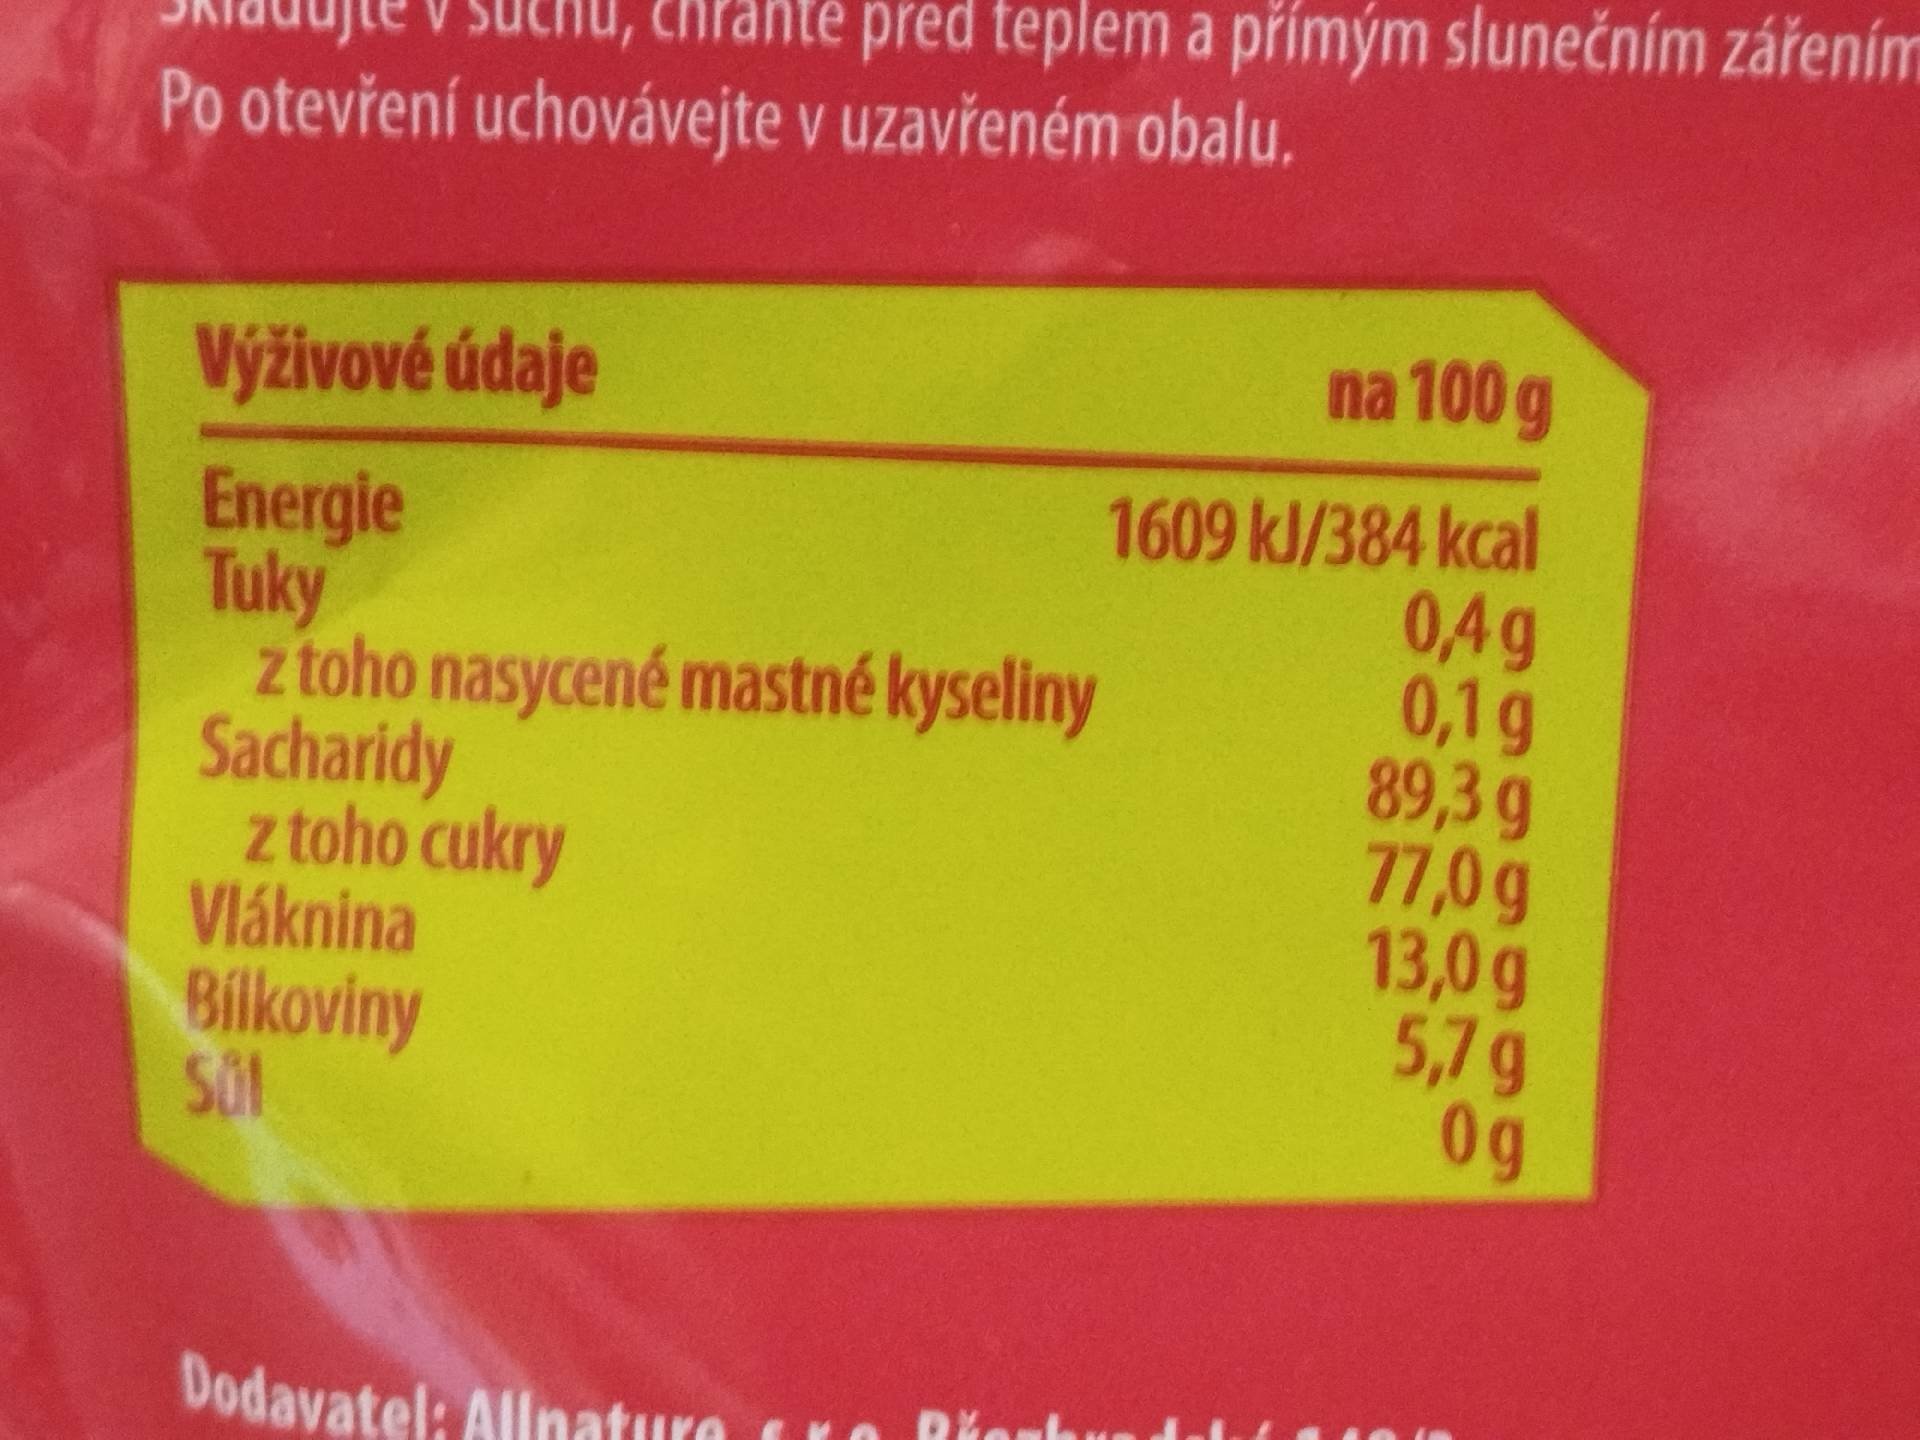 Skladujte v suchu, chraňte před teplem a přímým slunečním zářením
Po otevření uchovávejte v uzavřeném obalu.
Výživové údaje na 100 g
Energie 1609 kJ/384 kcal
Tuky 0,4 g
z toho nasycené mastné kyseliny 0,1 g
Sacharidy 89,3 g
z toho cukry 77,0 g
Vláknina 13,0 g
Bílkoviny 5,7 g
Sůl 0 g
Dodavatel: Allnature